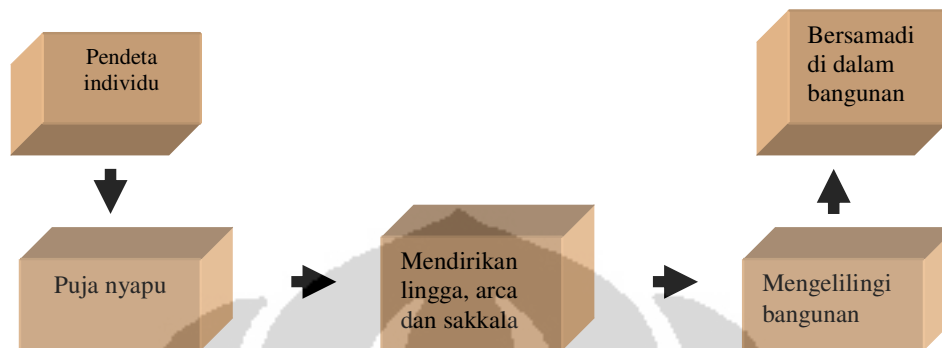 Pendeta
individu
Puja nyapu
Mendirikan
lingga, arca
dan sakkala
Mengelilingi
bangunan
Bersamadi
di dalam
bangunan